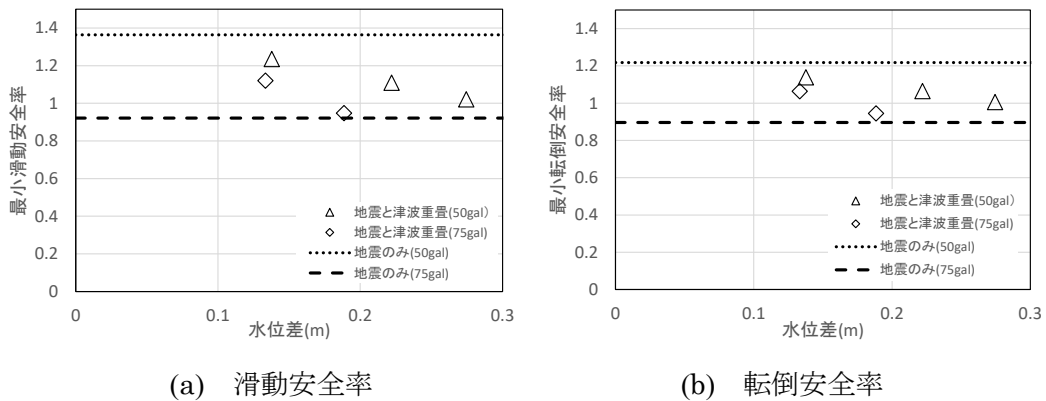 1.4
1.2
1
0.8
0.6
0.4
0.2
0
最小滑動安全率
地震と津波重畳(50gal)
地震と津波重畳(75gal)
地震のみ(50gal)
地震のみ(75gal)
0
0.1
0.2
0.3
水位差(m)
(a) 滑動安全率
1.4
1.2
1
0.8
0.6
0.4
0.2
0
最小転倒安全率
地震と津波重畳(50gal)
地震と津波重畳(75gal)
地震のみ(50gal)
地震のみ(75gal)
0
0.1
0.2
0.3
水位差(m)
(b) 転倒安全率